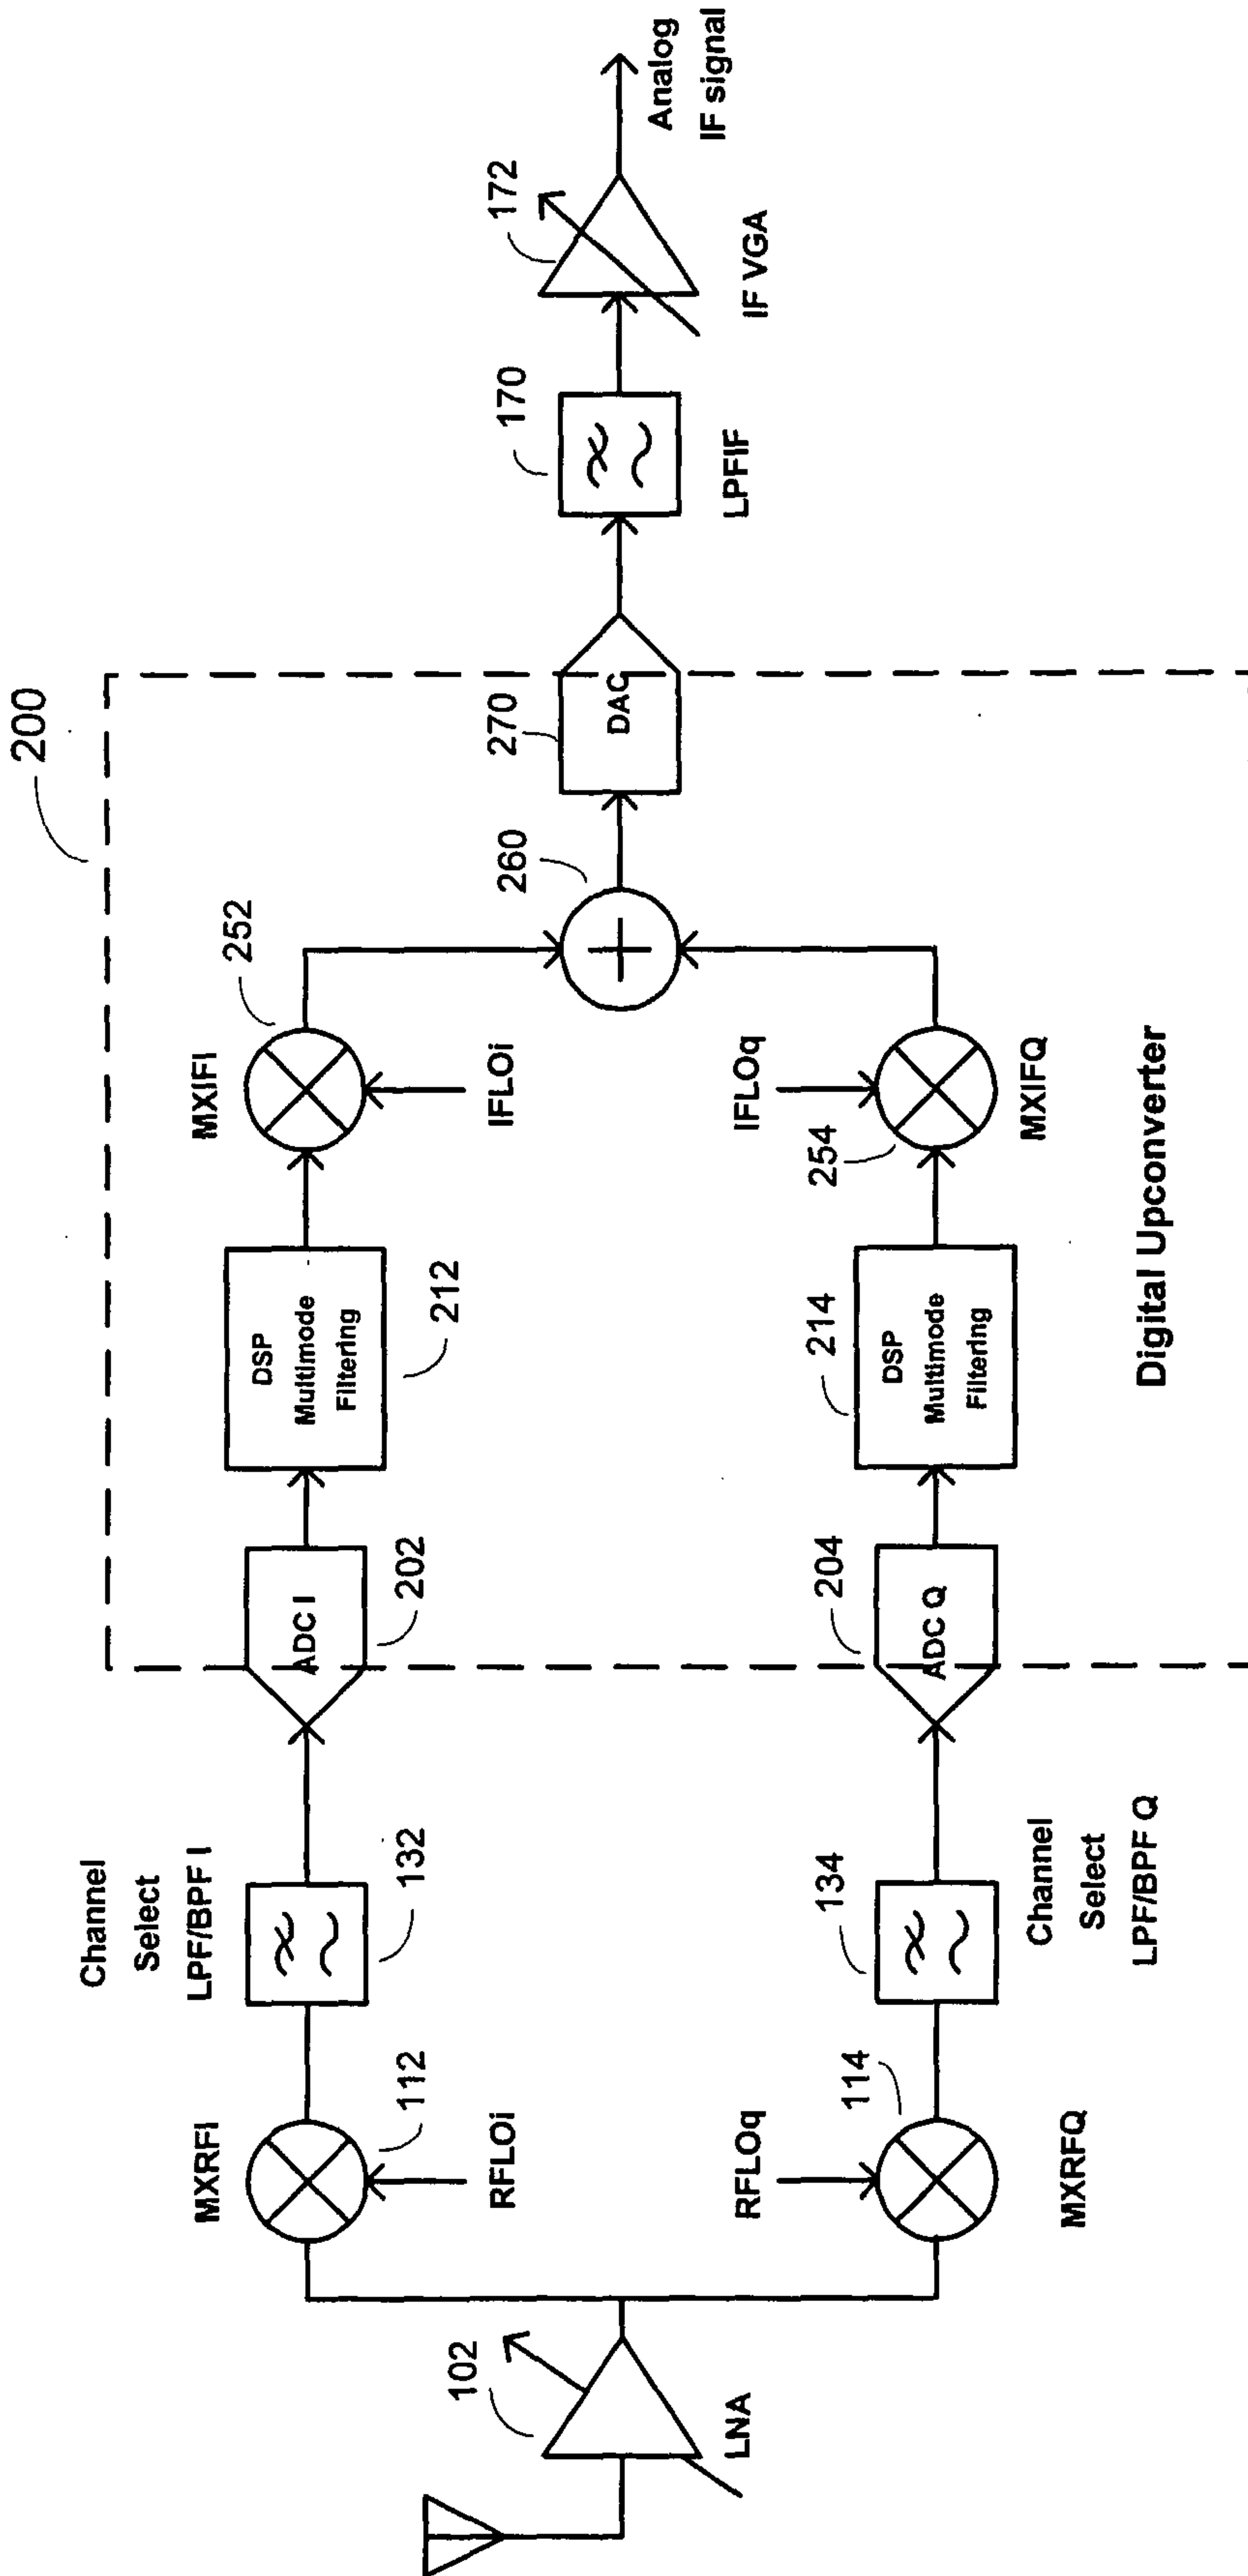 200
Channel
Select
LPF/BPF I
MXRFI
112
RFLOi
132
ADC I
202
DSP
Multimode
Filtering
212
MXIFI
252
IFLOi
102
LNA
260
270
DAC
170
LPFIF
172
IF VGA
Analog
IF signal
RFLOq
114
MXRFQ
134
Channel
Select
LPF/BPF Q
204
ADC Q
214
DSP
Multimode
Filtering
IFLOq
254
MXIFQ
Digital Upconverter